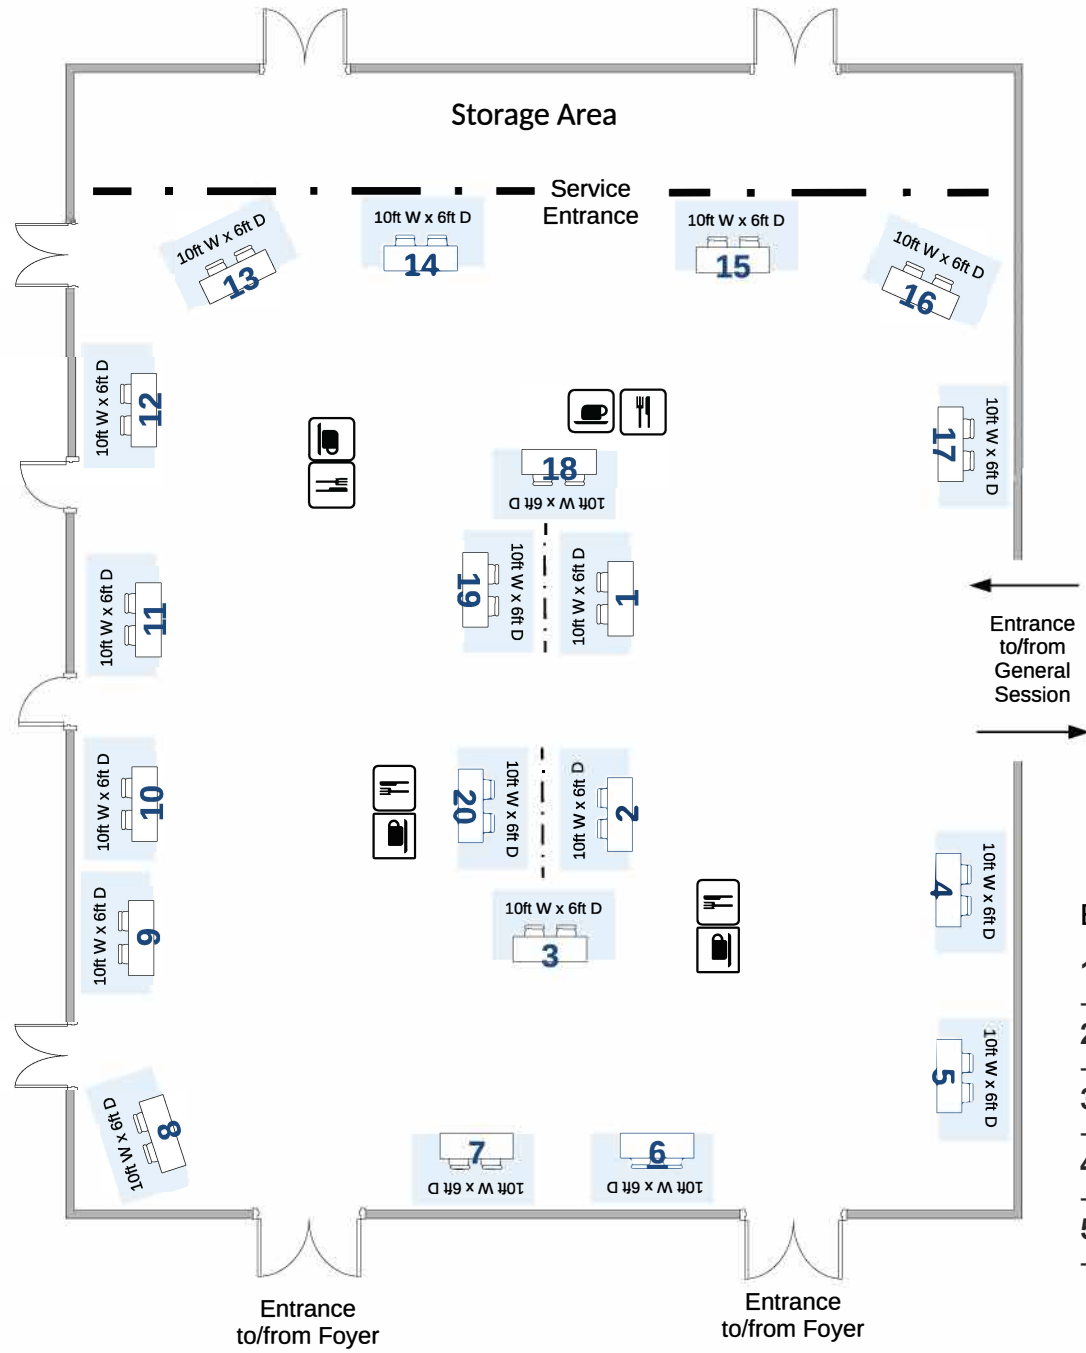 Storage Area
Service
Entrance
10ft W x 6ft D
13
10ft W x 6ft D
14
10ft W x 6ft D
15
10ft W x 6ft D
16
10ft W x 6ft D
12
10ft W x 6ft D
17
18
10ft W x 6ft D
10ft W x 6ft D
11
19
10ft W x 6ft D
10ft W x 6ft D
1
Entrance
to/from
General
Session
10ft W x 6ft D
10
20
10ft W x 6ft D
10ft W x 6ft D
2
10ft W x 6ft D
9
10ft W x 6ft D
3
4
10ft W x 6ft D
5
10ft W x 6ft D
10ft W x 6ft D
8
7
10ft W x 6ft D
6
10ft W x 6ft D
Entrance
to/from Foyer
Entrance
to/from Foyer